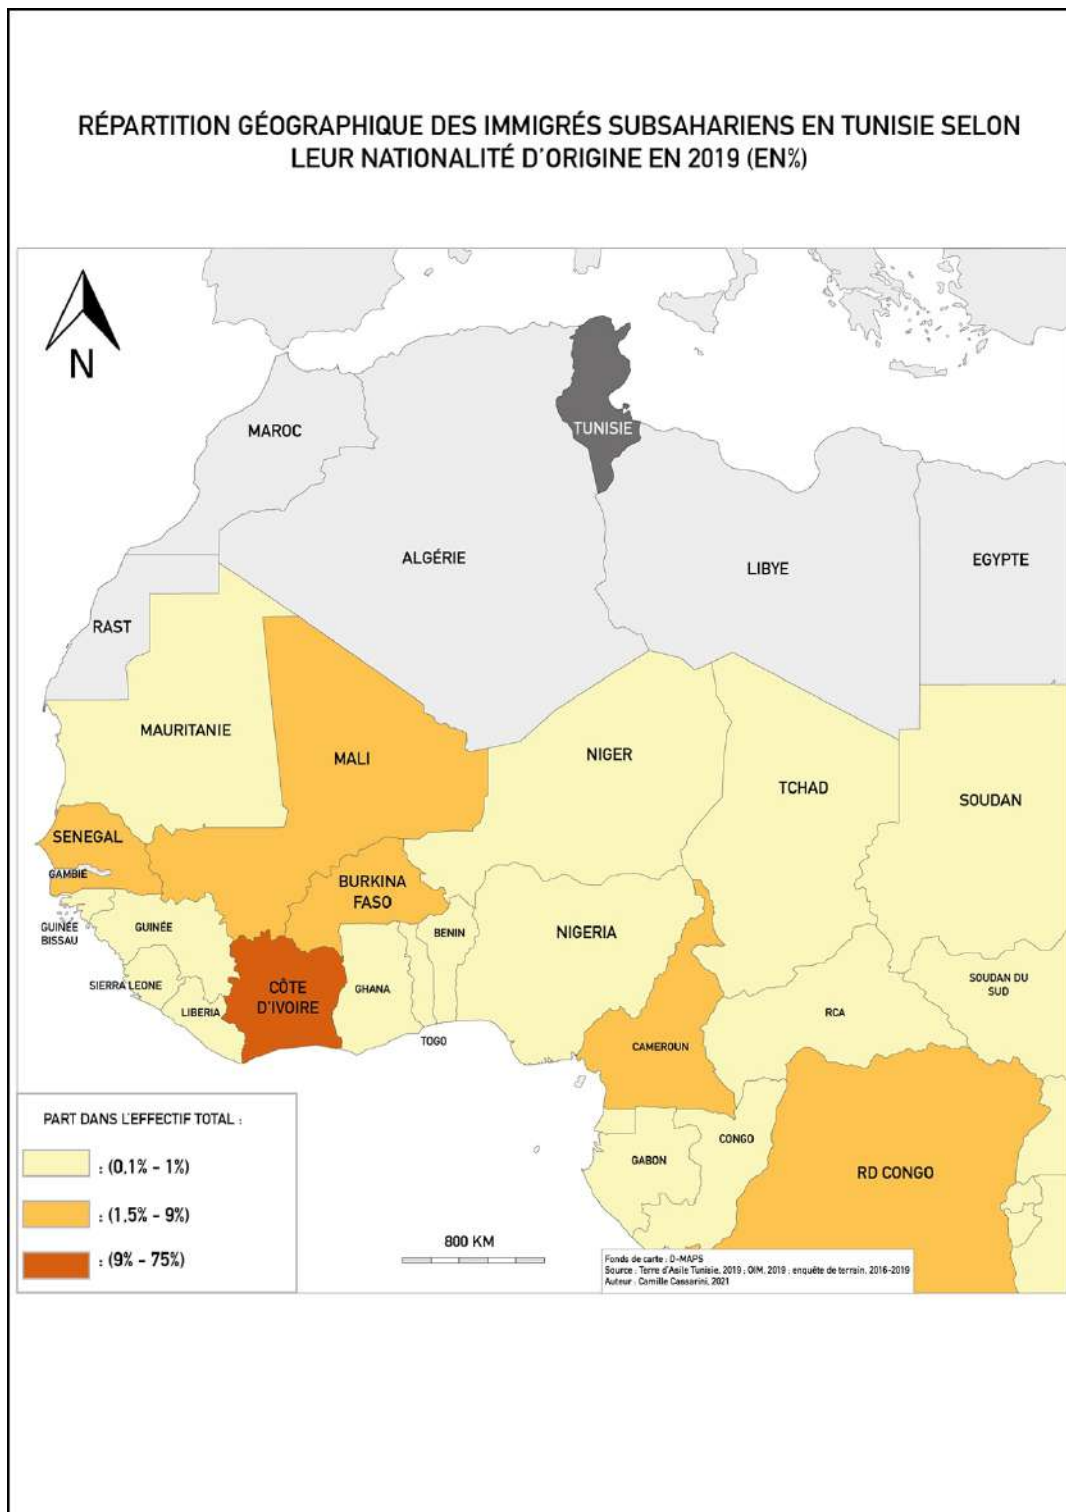 RÉPARTITION GÉOGRAPHIQUE DES IMMIGRÉS SUBSAHARIENS EN TUNISIE SELON
LEUR NATIONALITÉ D'ORIGINE EN 2019 (EN%)
N
MAROC
TUNISIE
ALGÉRIE
LIBYE
EGYPTE
RAST
MAURITANIE
MALI
NIGER
TCHAD
SOUDAN
SENEGAL
GAMBIE
BURKINA
FASO
GUINÉE
BISSAU
GUINÉE
BENIN
NIGERIA
SIERRA LEONE
LIBERIA
CÔTE
D'IVOIRE
GHANA
TOGO
SOUDAN DU
SUD
RCA
CAMEROUN
CONGO
GABON
RD CONGO
PART DANS L'EFFECTIF TOTAL :
: (0,1% - 1%)
: (1,5% - 9%)
: (9% - 75%)
800 KM
Fonds de carte : D-MAPS
Source : Terre d'Asile Tunisie, 2019 ; OIM, 2019 ; enquête de terrain, 2016-2019
Auteur : Camille Cassarini, 2021